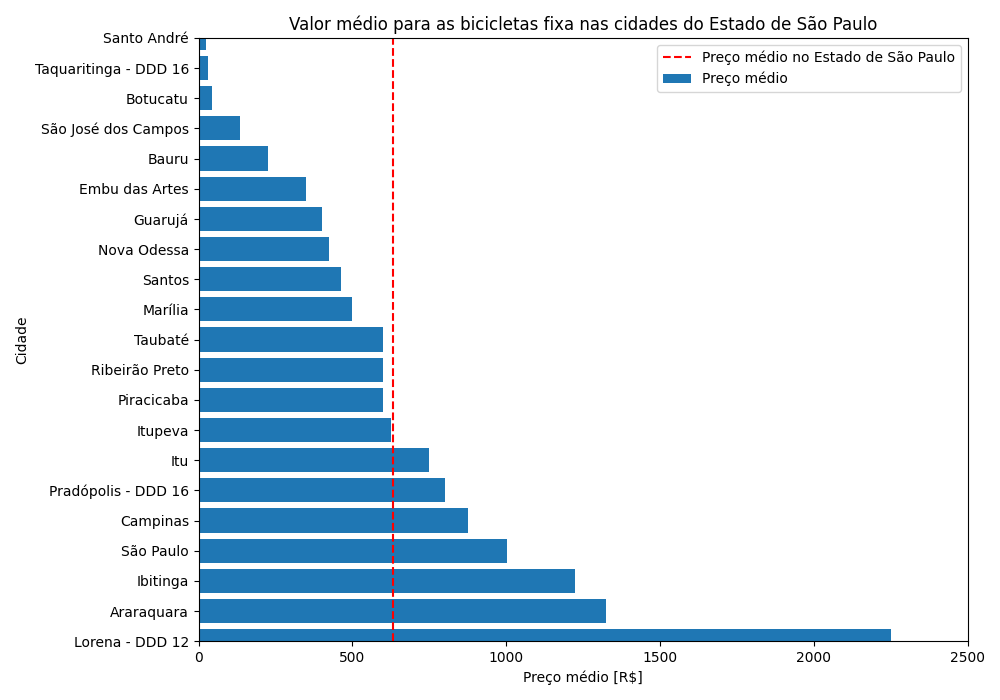 Valor médio para as bicicletas fixa nas cidades do Estado de São Paulo
Preço médio no Estado de São Paulo
Preço médio
Cidade
Santo André
Taquaritinga - DDD 16
Botucatu
São José dos Campos
Bauru
Embu das Artes
Guarujá
Nova Odessa
Santos
Marília
Taubaté
Ribeirão Preto
Piracicaba
Itupeva
Itu
Pradópolis - DDD 16
Campinas
São Paulo
Ibitinga
Araraquara
Lorena - DDD 12
0 500 1000 1500 2000 2500
Preço médio [R$]